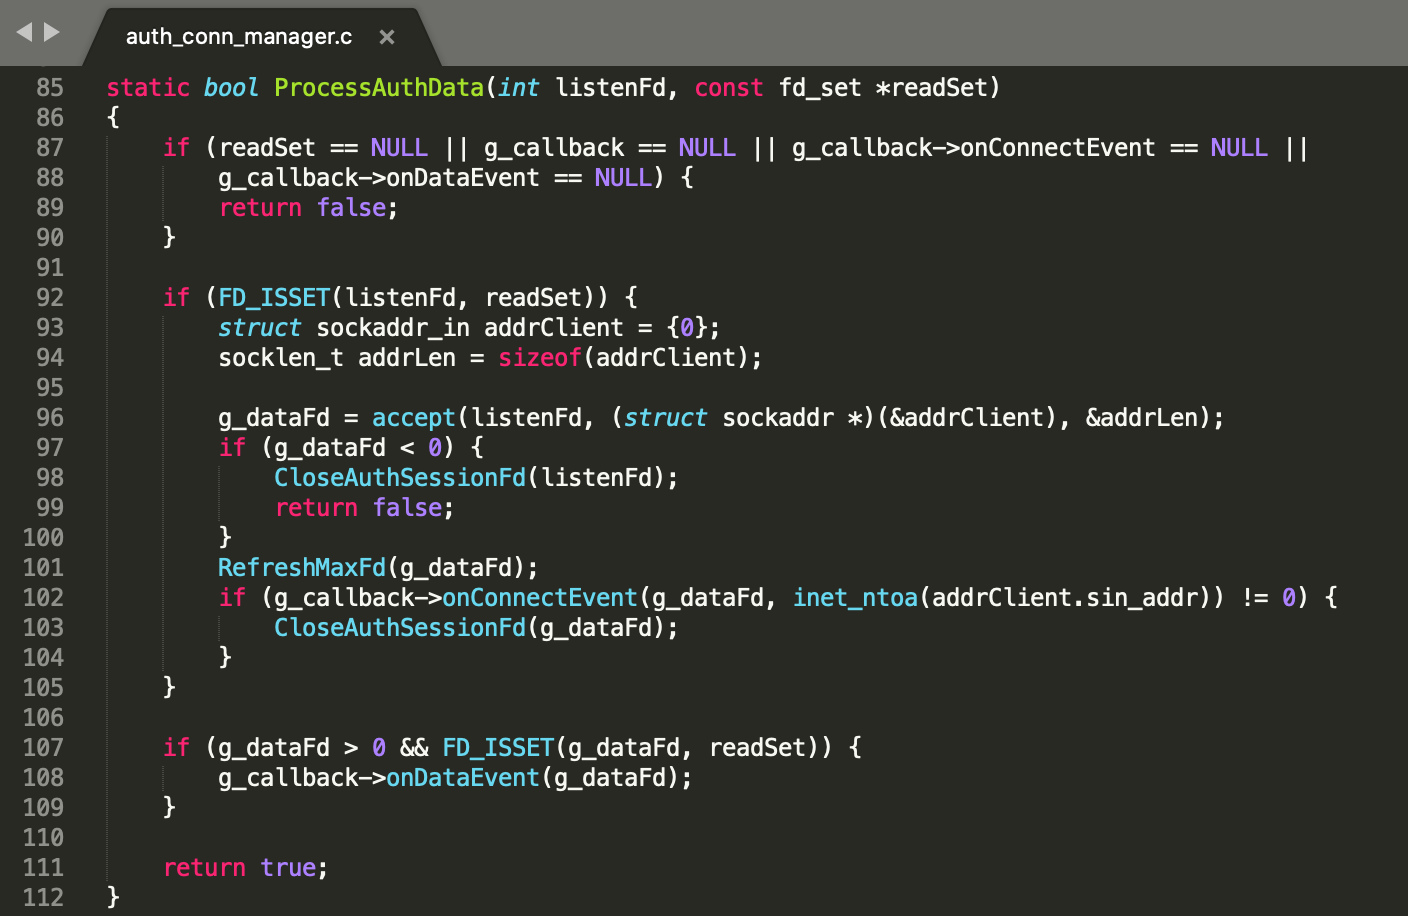 auth_conn_manager.c ×
85 static bool ProcessAuthData(int listenFd, const fd_set *readSet)
86 {
87     if (readSet == NULL || g_callback == NULL || g_callback->onConnectEvent == NULL ||
88         g_callback->onDataEvent == NULL) {
89         return false;
90     }
91
92     if (FD_ISSET(listenFd, readSet)) {
93         struct sockaddr_in addrClient = {0};
94         socklen_t addrLen = sizeof(addrClient);
95
96         g_dataFd = accept(listenFd, (struct sockaddr *)(&addrClient), &addrLen);
97         if (g_dataFd < 0) {
98             CloseAuthSessionFd(listenFd);
99             return false;
100         }
101         RefreshMaxFd(g_dataFd);
102         if (g_callback->onConnectEvent(g_dataFd, inet_ntoa(addrClient.sin_addr)) != 0) {
103             CloseAuthSessionFd(g_dataFd);
104         }
105     }
106
107     if (g_dataFd > 0 && FD_ISSET(g_dataFd, readSet)) {
108         g_callback->onDataEvent(g_dataFd);
109     }
110
111     return true;
112 }